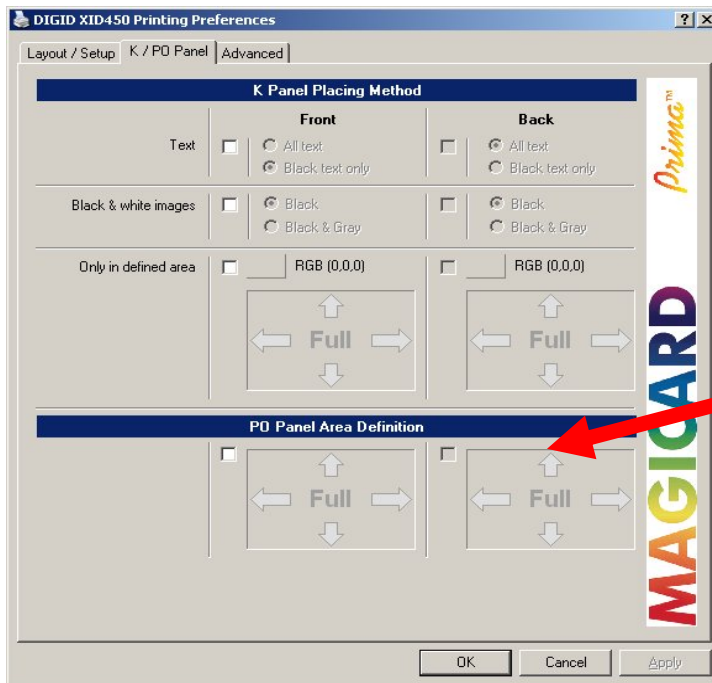 DIGID XID450 Printing Preferences
Layout / Setup K / PO Panel Advanced
K Panel Placing Method
Front Back
Text All text All text
Black text only Black text only
Black & white images Black Black
Black & Gray Black & Gray
Only in defined area RGB (0,0,0) RGB (0,0,0)
Full Full
PO Panel Area Definition
Full Full
Prima™
MAGICARD
OK Cancel Apply